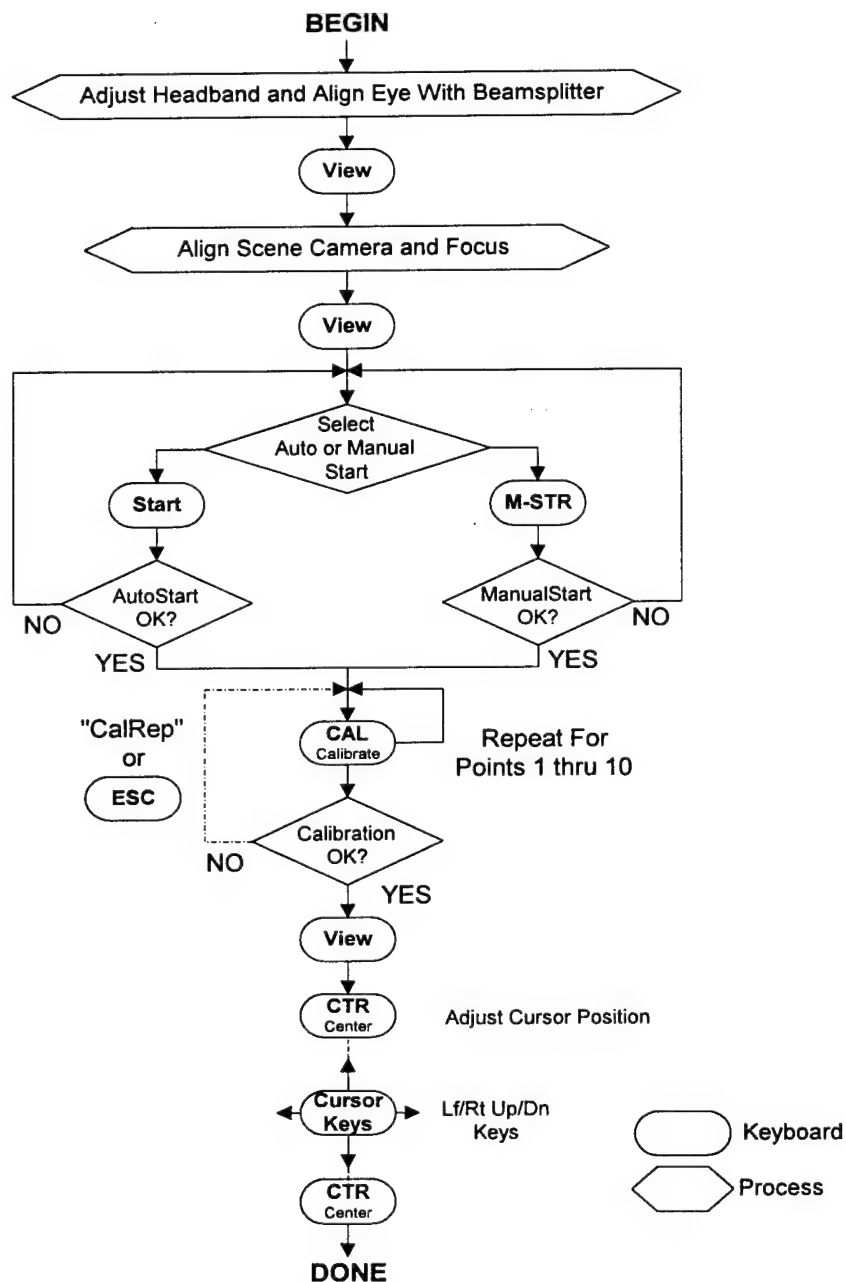 BEGIN
Adjust Headband and Align Eye With Beamsplitter
View
Align Scene Camera and Focus
View
Select
Auto or Manual
Start
Start
M-STR
AutoStart
OK?
ManualStart
OK?
NO
NO
YES
YES
"CalRep"
or
ESC
CAL
Calibrate
Repeat For
Points 1 thru 10
Calibration
OK?
NO
YES
View
CTR
Center
Adjust Cursor Position
Cursor
Keys
Lf/Rt Up/Dn
Keys
Keyboard
Process
CTR
Center
DONE